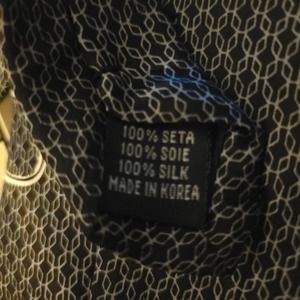 100% SETA
100% SOIE
100% SILK
MADE IN KOREA